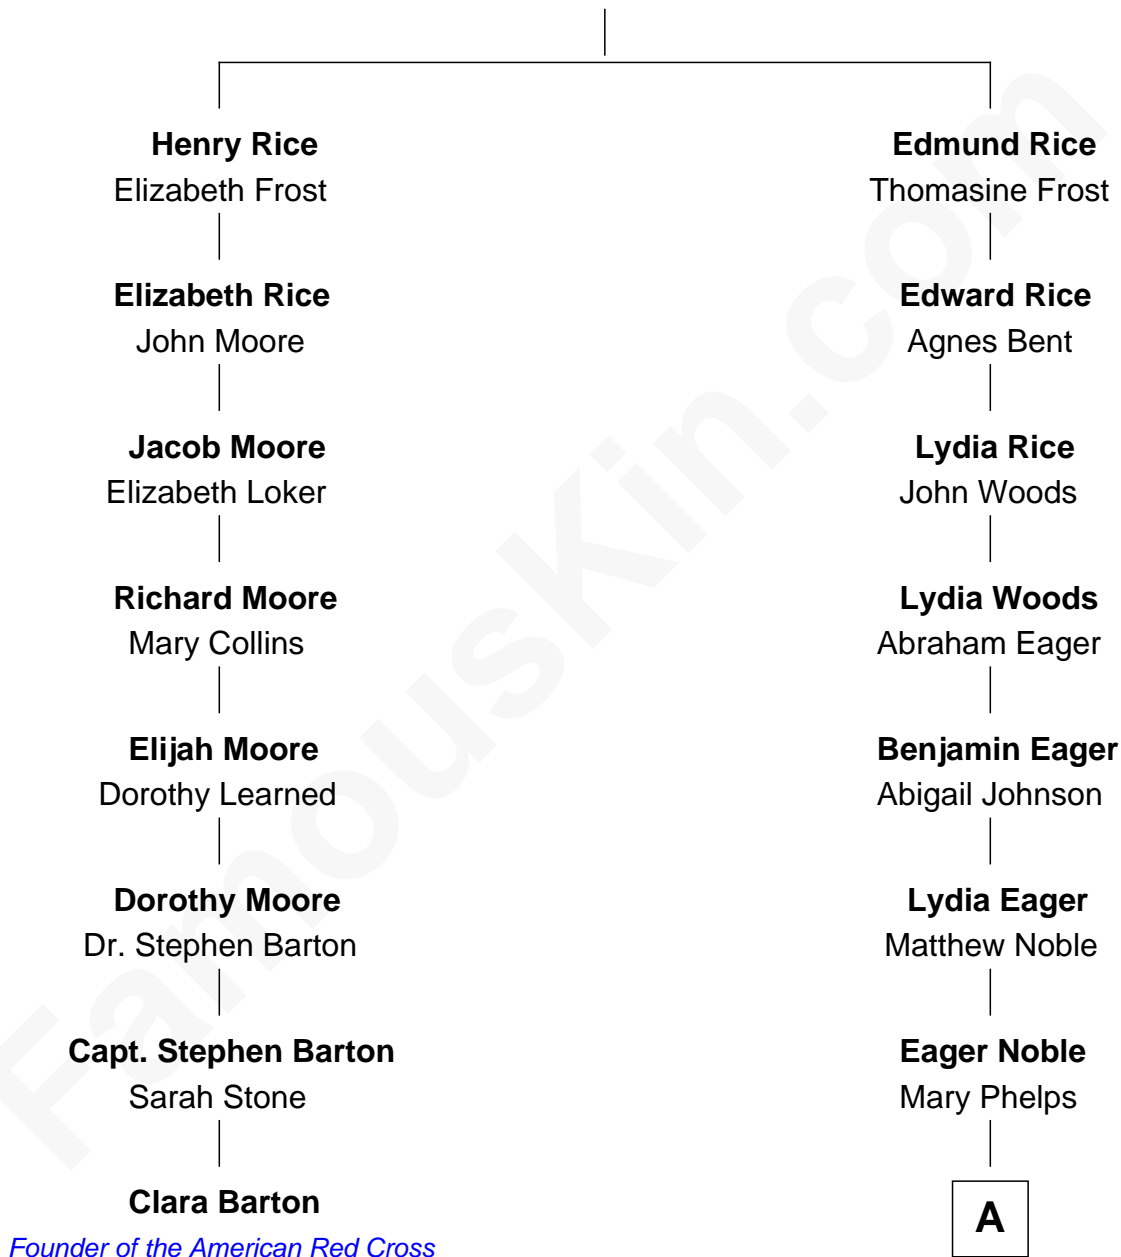 Henry Rice
Elizabeth Frost
Elizabeth Rice
John Moore
Jacob Moore
Elizabeth Loker
Richard Moore
Mary Collins
Elijah Moore
Dorothy Learned
Dorothy Moore
Dr. Stephen Barton
Capt. Stephen Barton
Sarah Stone
Clara Barton
Founder of the American Red Cross
Edmund Rice
Thomasine Frost
Edward Rice
Agnes Bent
Lydia Rice
John Woods
Lydia Woods
Abraham Eager
Benjamin Eager
Abigail Johnson
Lydia Eager
Matthew Noble
Eager Noble
Mary Phelps
A
FamousKin.com